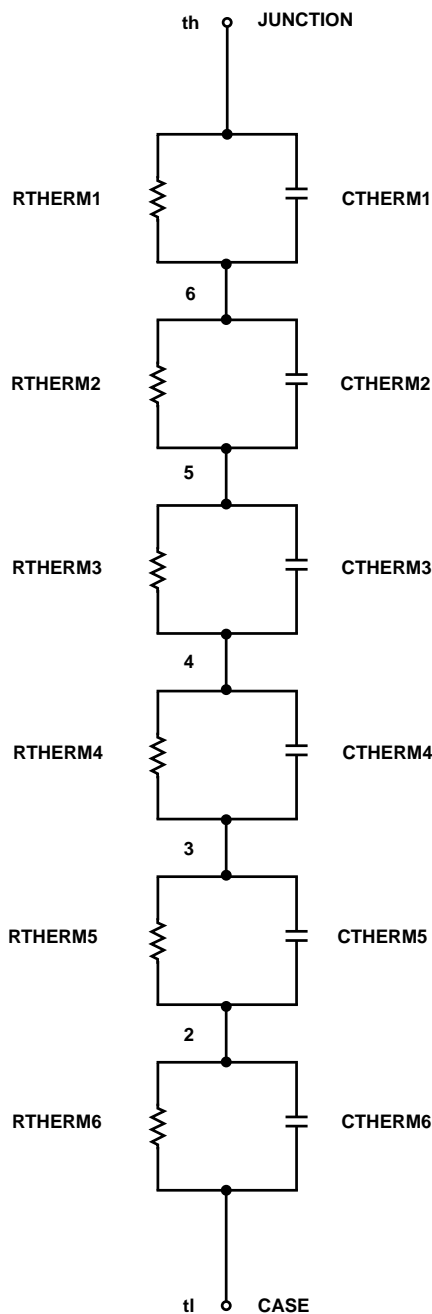 th JUNCTION
RTHERM1 CTHERM1
6
RTHERM2 CTHERM2
5
RTHERM3 CTHERM3
4
RTHERM4 CTHERM4
3
RTHERM5 CTHERM5
2
RTHERM6 CTHERM6
tl CASE